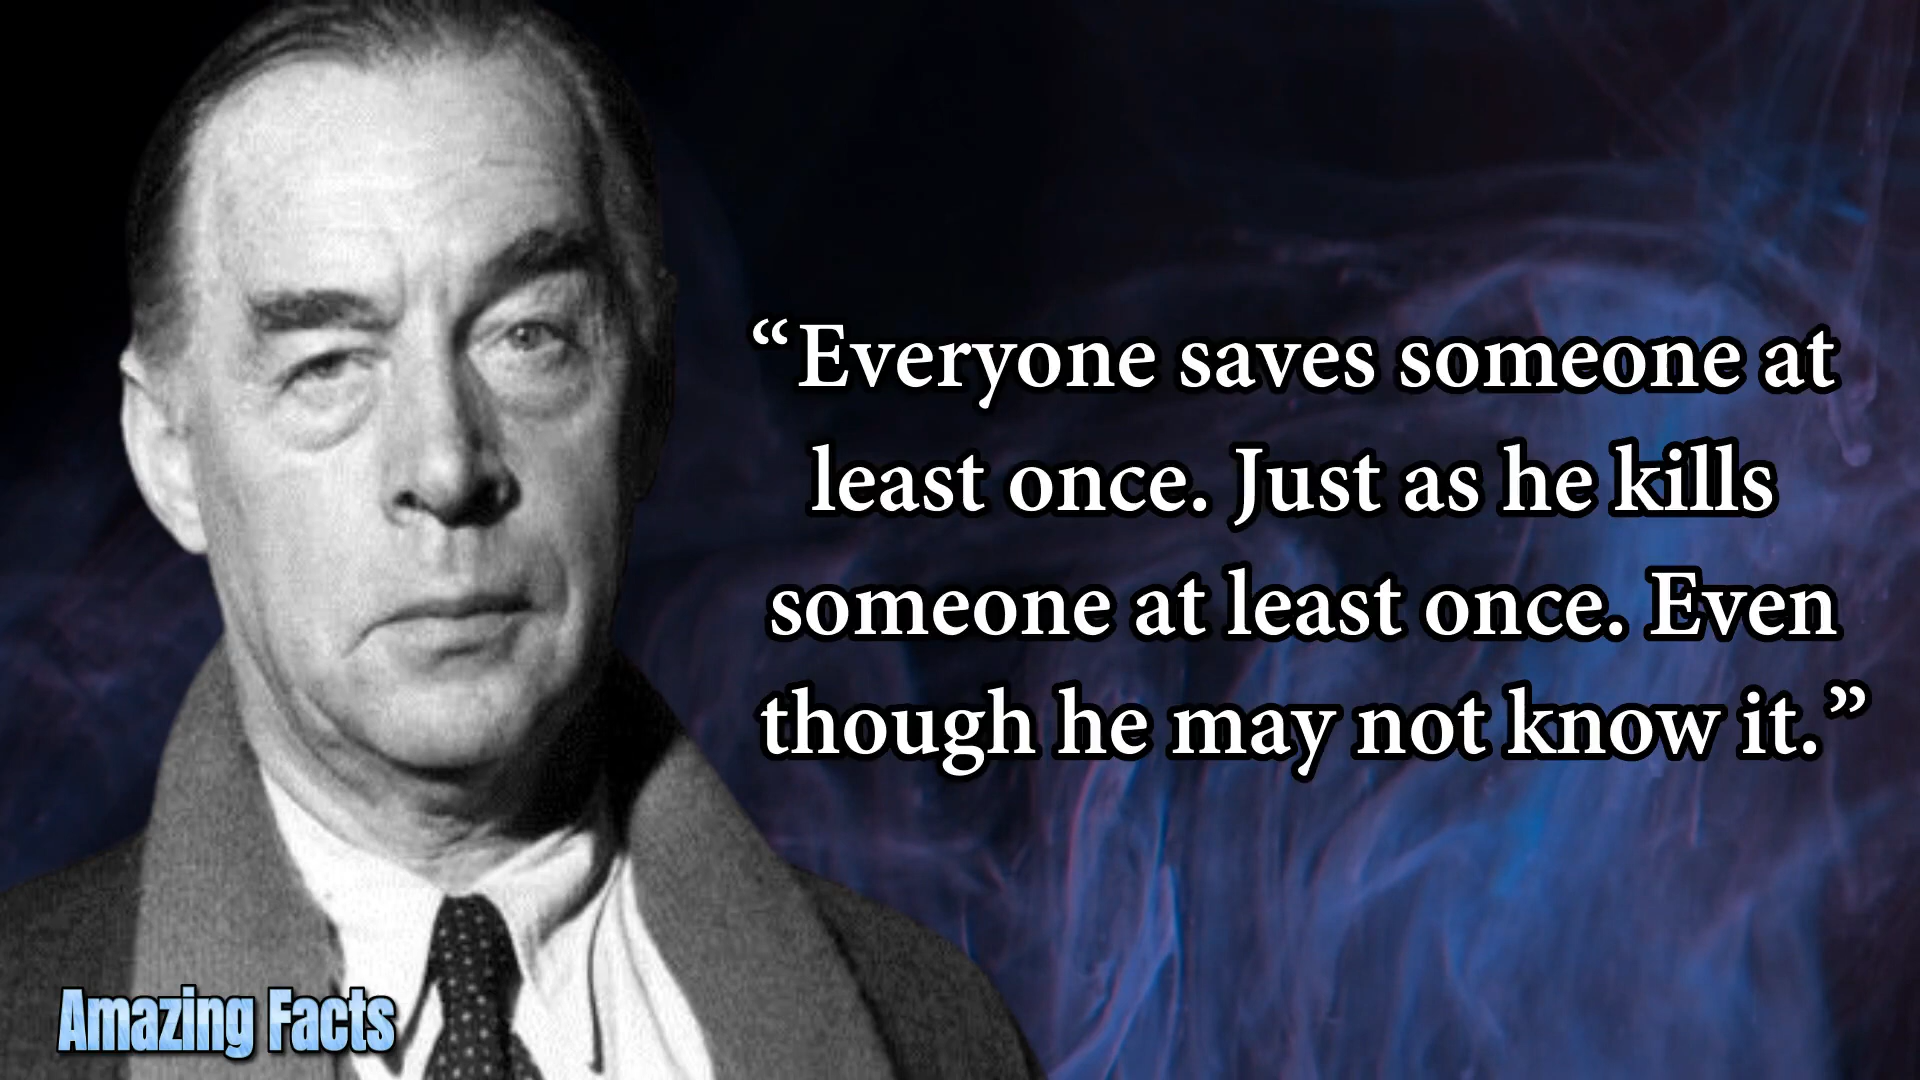 “Everyone saves someone at
least once. Just as he kills
someone at least once. Even
though he may not know it.”
Amazing Facts